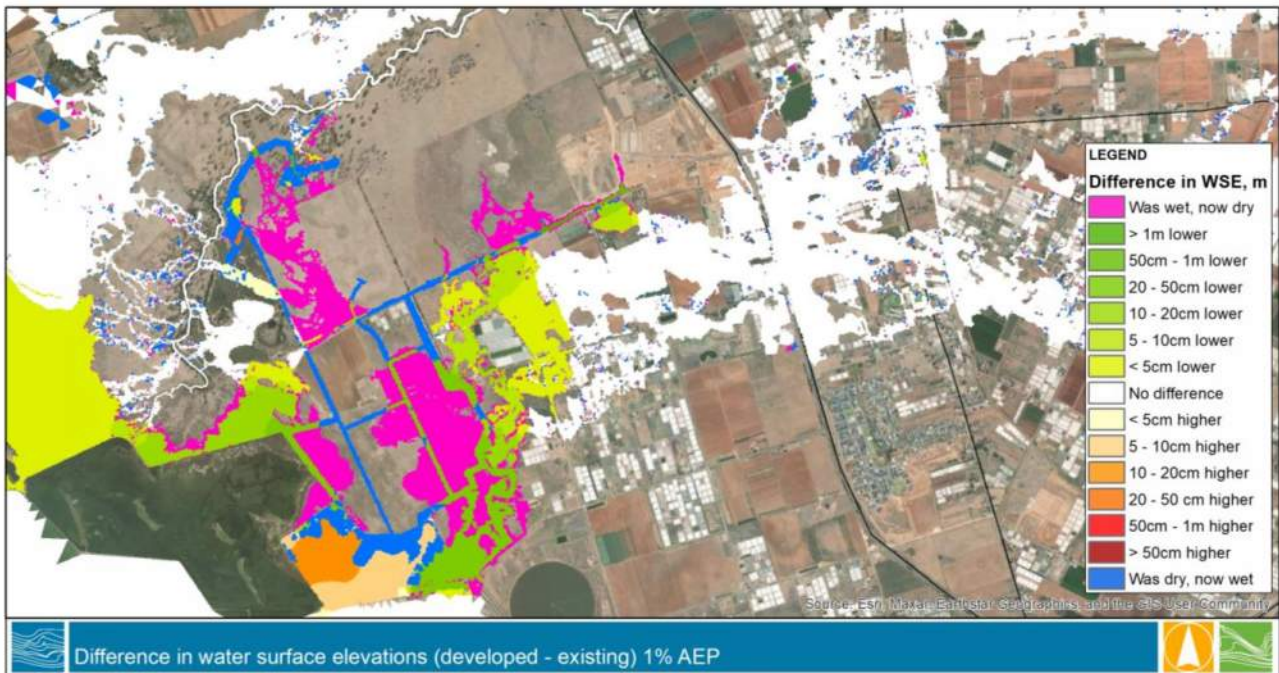 LEGEND
Difference in WSE, m
Was wet, now dry
> 1m lower
50cm - 1m lower
20 - 50cm lower
10 - 20cm lower
5 - 10cm lower
< 5cm lower
No difference
< 5cm higher
5 - 10cm higher
10 - 20cm higher
20 - 50 cm higher
50cm - 1m higher
> 50cm higher
Was dry, now wet
Source: Esri, Maxar, Earthstar Geographics, and the GIS User Community
Difference in water surface elevations (developed - existing) 1% AEP